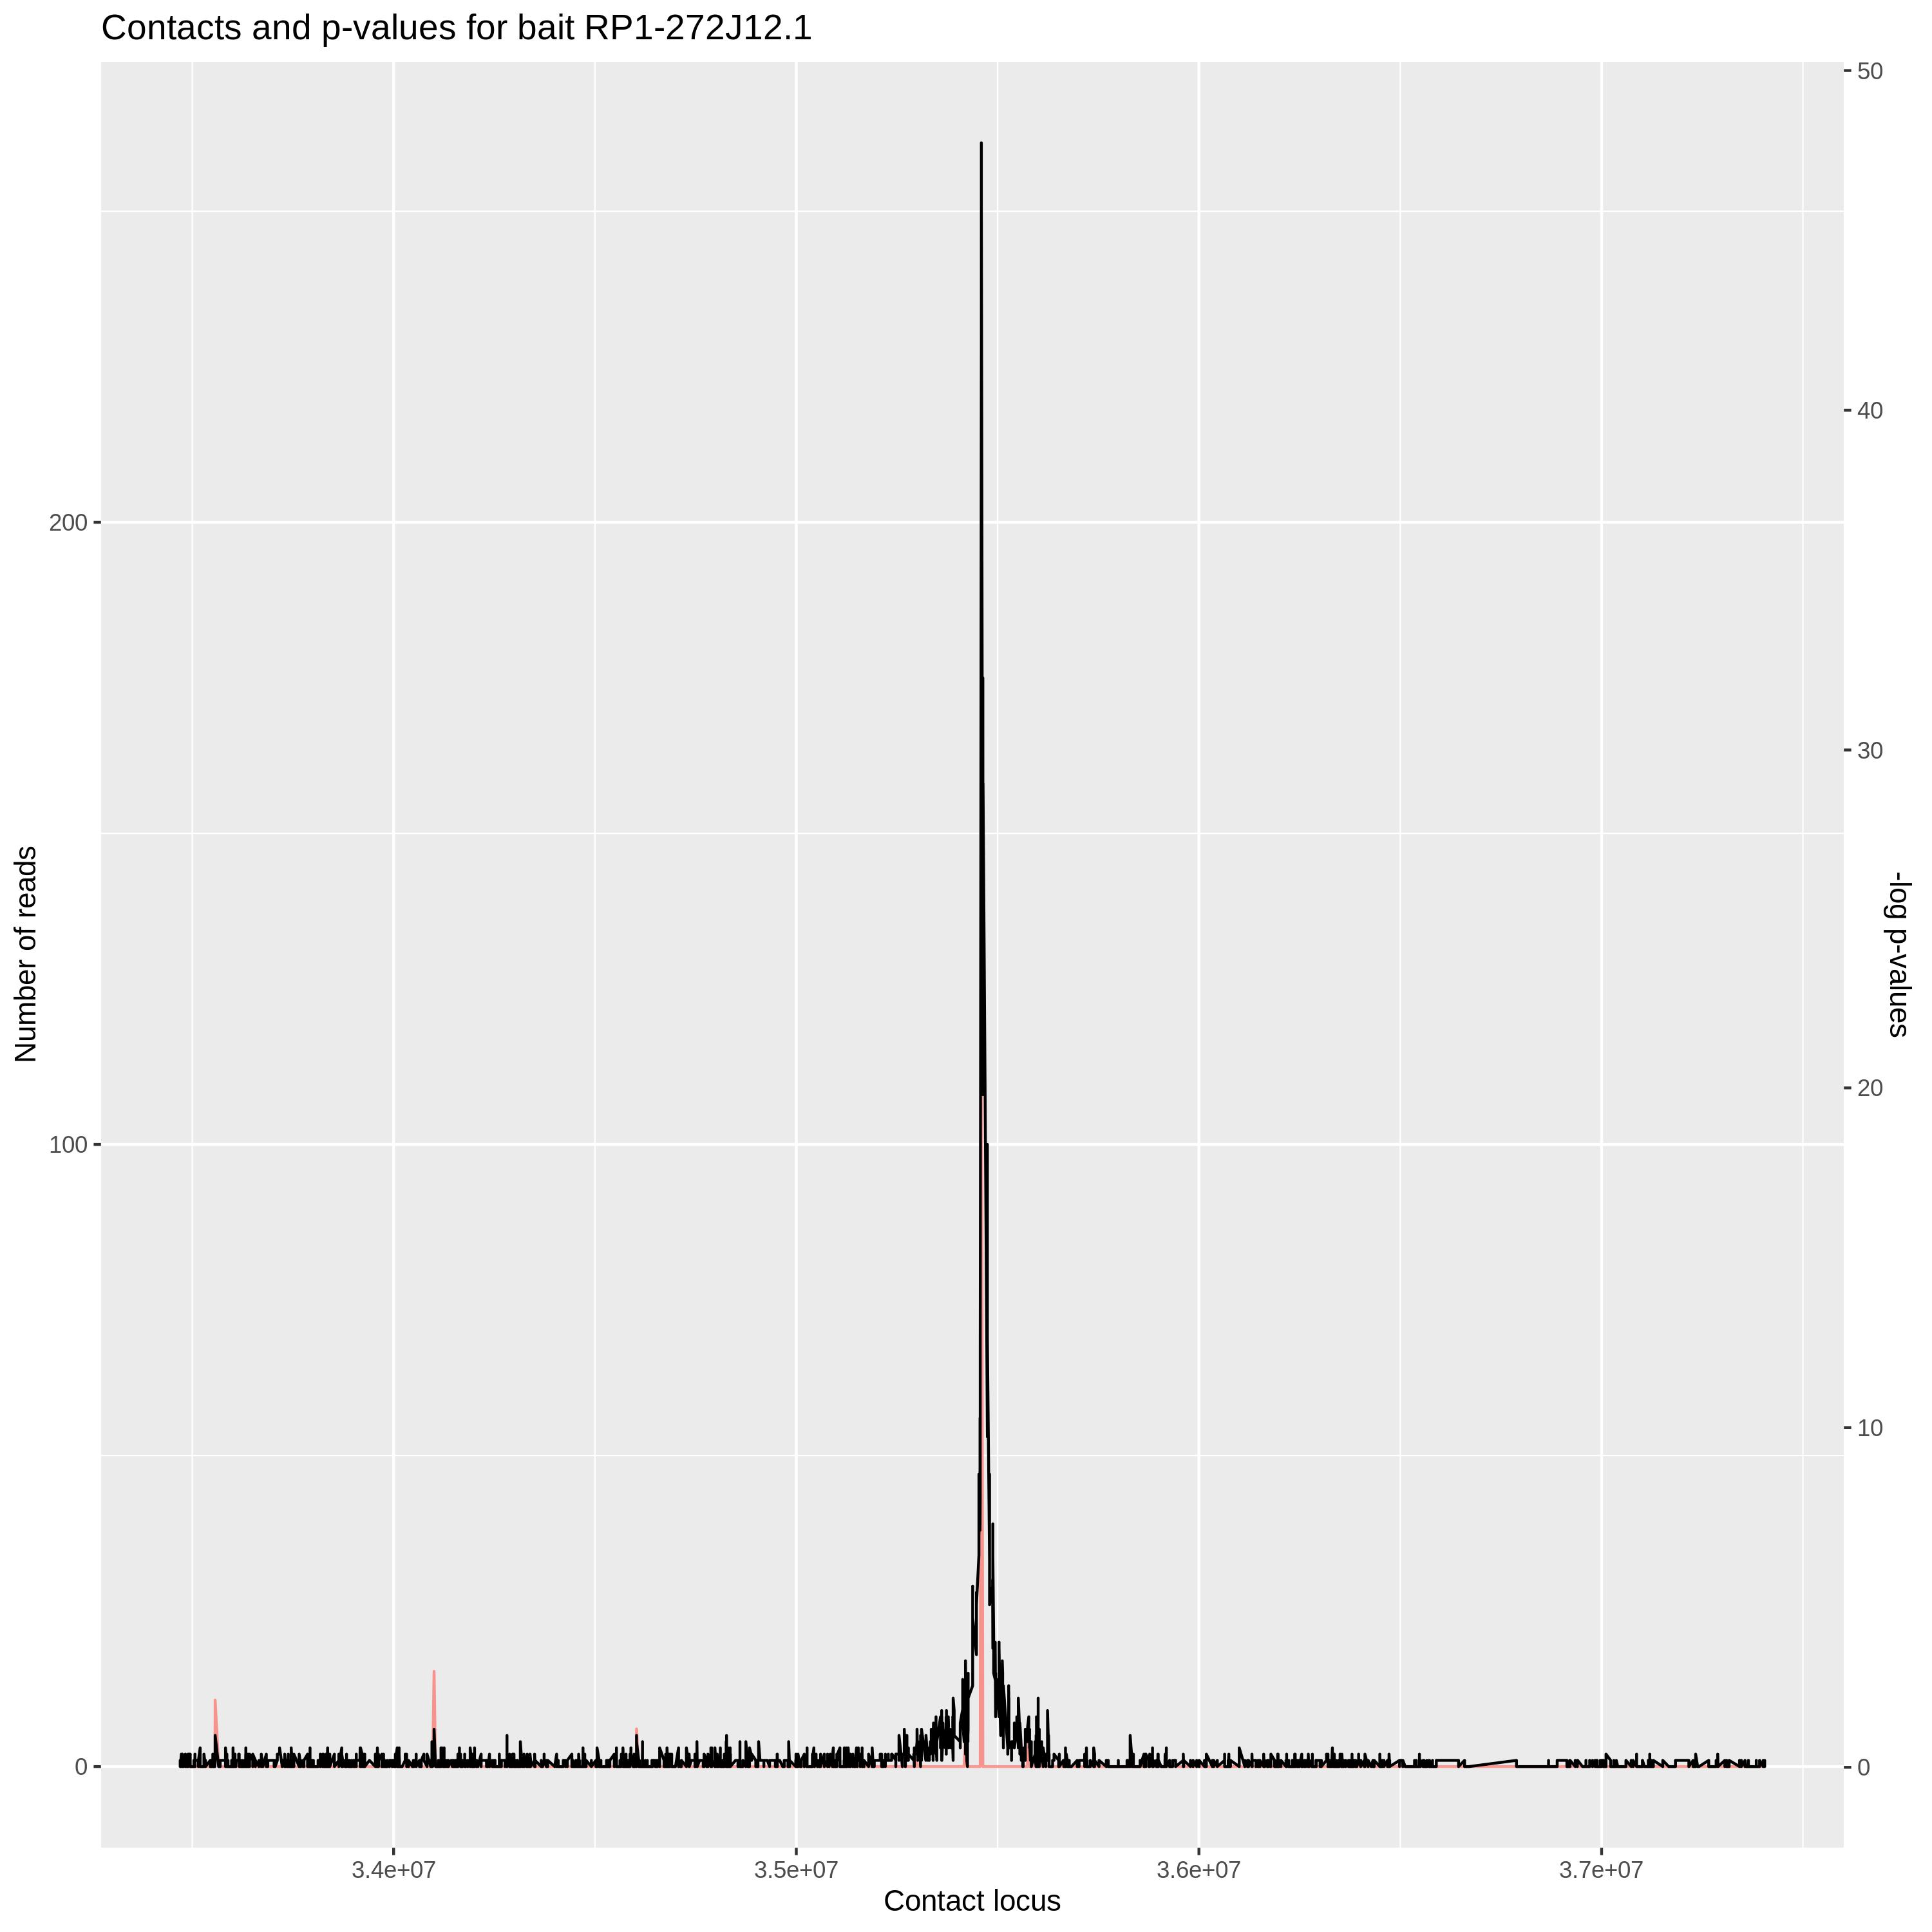 Contacts and p-values for bait RP1-272J12.1
50
40
200
30
Number of reads
-log p-values
20
100
10
0
0
3.4e+07
3.5e+07
3.6e+07
3.7e+07
Contact locus